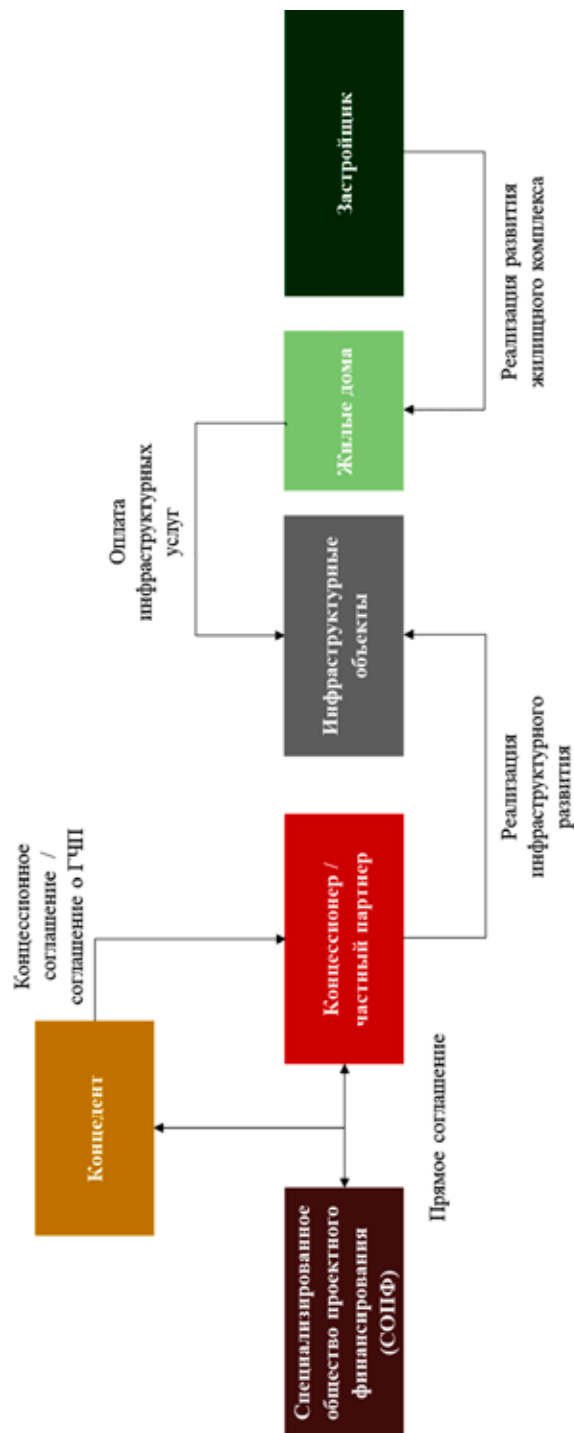 Концессионное
соглашение /
соглашение о ГЧП
Оплата
инфраструктурных
услуг
Концедент
Специализированное
общество проектного
финансирования
(СОПФ)
Концессионер /
частный партнер
Инфраструктурные
объекты
Жилые дома
Застройщик
Прямое соглашение
Реализация
инфраструктурного
развития
Реализация развития
жилищного комплекса